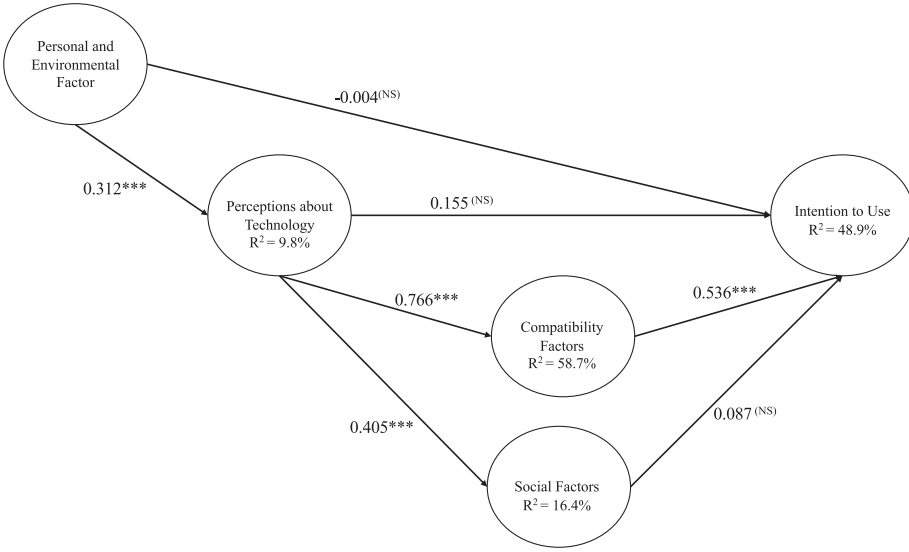 Personal and
Environmental
Factor
-0.004(NS)
0.312***
Perceptions about
Technology
R² = 9.8%
0.155 (NS)
Intention to Use
R² = 48.9%
0.766***
0.536***
Compatibility
Factors
R² = 58.7%
0.405***
0.087 (NS)
Social Factors
R² = 16.4%